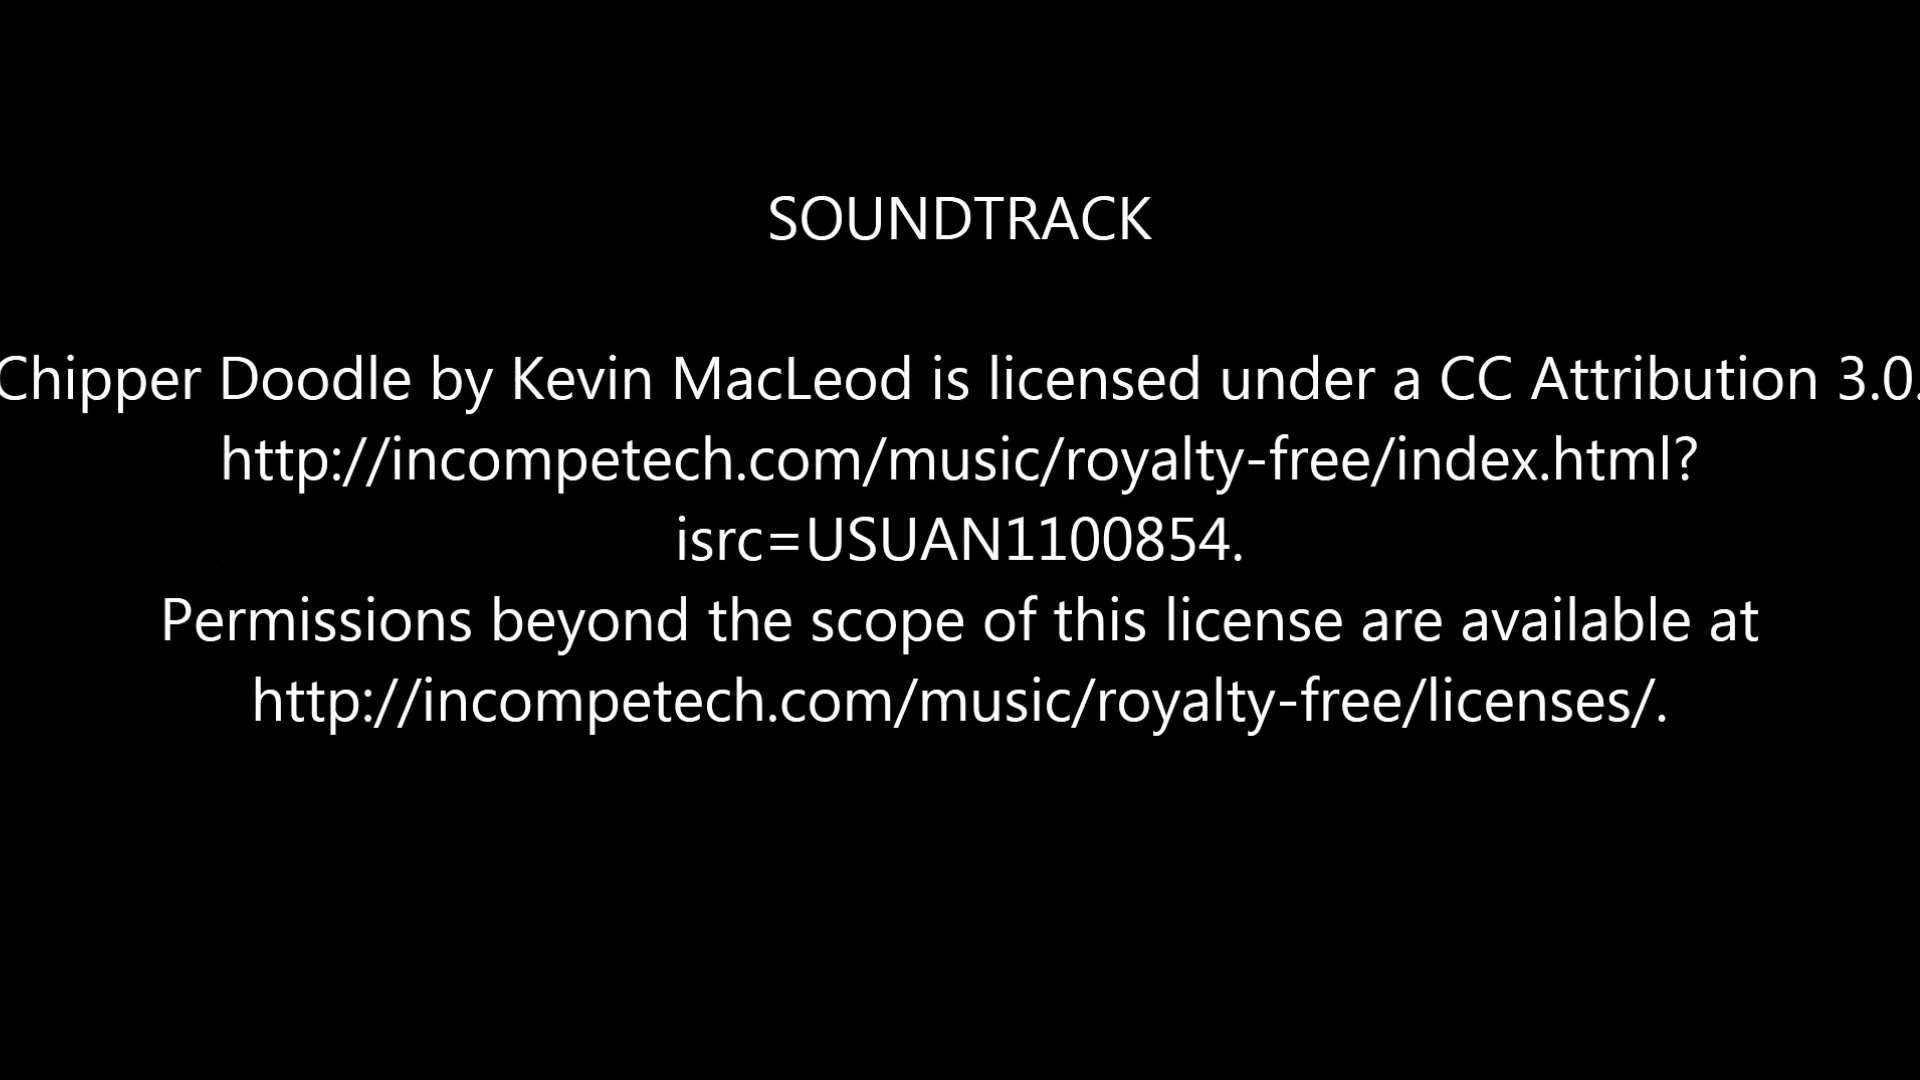 SOUNDTRACK
Chipper Doodle by Kevin MacLeod is licensed under a CC Attribution 3.0.
http://incompetech.com/music/royalty-free/index.html?
isrc=USUAN1100854.
Permissions beyond the scope of this license are available at
http://incompetech.com/music/royalty-free/licenses/.